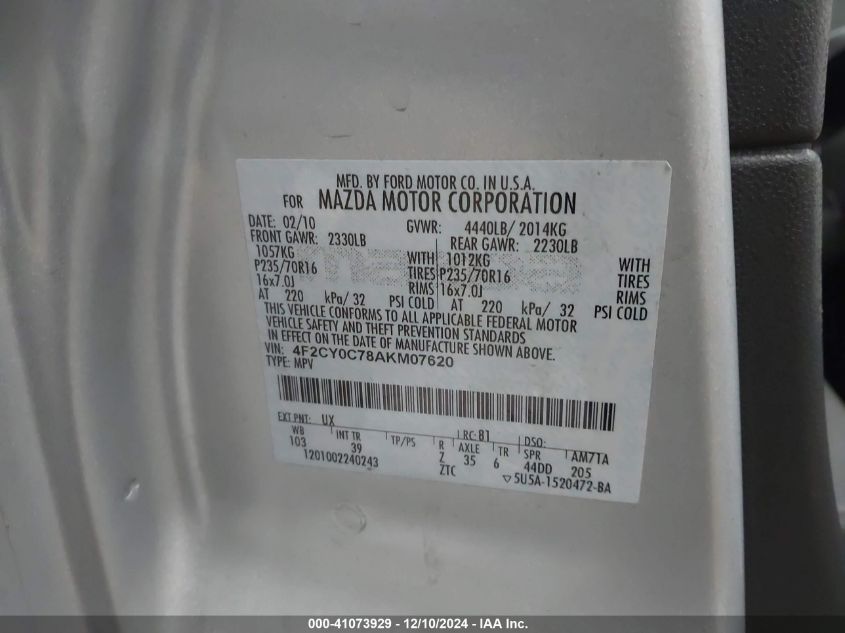 MFD. BY FORD MOTOR CO. IN U.S.A.
FOR MAZDA MOTOR CORPORATION
DATE: 02/10 GVWR: 4440LB/ 2014KG
FRONT GAWR: 2330LB REAR GAWR: 2230LB
1057KG WITH 1012KG WITH
P235/70R16 TIRES P235/70R16 TIRES
16x7.0J RIMS 16x7.0J RIMS
AT 220 kPa/ 32 PSI COLD AT 220 kPa/ 32 PSI COLD
THIS VEHICLE CONFORMS TO ALL APPLICABLE FEDERAL MOTOR
VEHICLE SAFETY AND THEFT PREVENTION STANDARDS
IN EFFECT ON THE DATE OF MANUFACTURE SHOWN ABOVE.
VIN: 4F2CY0C78AKM07620
TYPE: MPV
EXT PNT: UX RC: B1 DSO:
WB INT TR TP/PS R AXLE TR SPR AM7TA
103 39 Z 35 6 44DD 205
1201002240243 ZTC
▽5U5A-1520472-BA
000-41073929 - 12/10/2024 - IAA Inc.